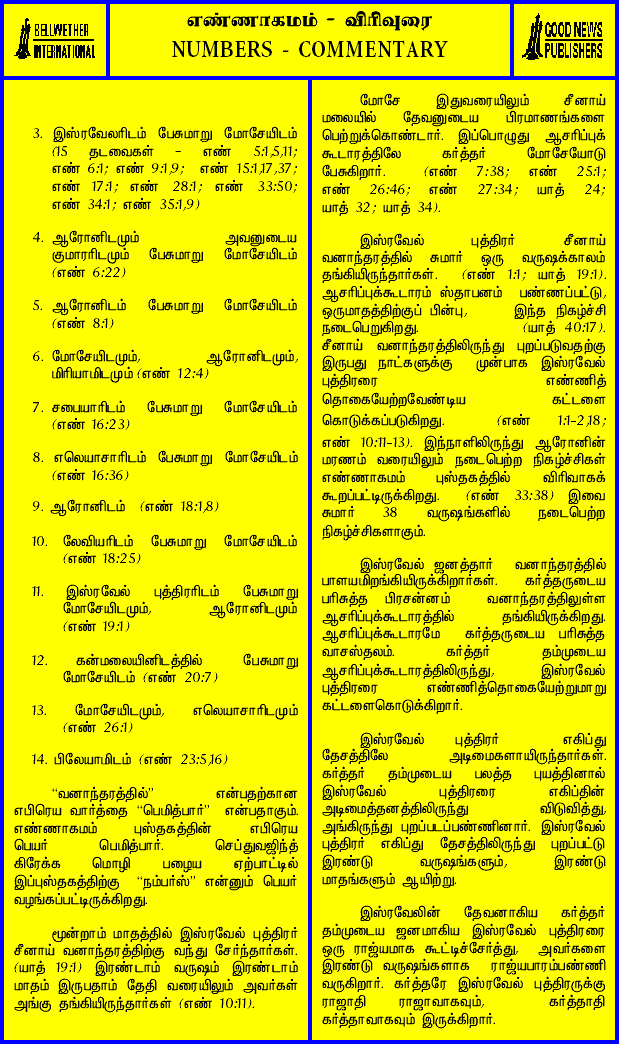 BELLWETHER
INTERNATIONAL
எண்ணாகமம் - விரிவுரை
NUMBERS - COMMENTARY
GOOD NEWS
PUBLISHERS
3. இஸ்ரவேலரிடம் பேசுமாறு மோசேயிடம்
(15 தடவைகள் - எண் 5:1,5,11;
எண் 6:1; எண் 9:1,9; எண் 15:1,17,37;
எண் 17:1; எண் 28:1; எண் 33:50;
எண் 34:1; எண் 35:1,9)
4. ஆரோனிடமும் அவனுடைய
குமாரரிடமும் பேசுமாறு மோசேயிடம்
(எண் 6:22)
5. ஆரோனிடம் பேசுமாறு மோசேயிடம்
(எண் 8:1)
6. மோசேயிடமும், ஆரோனிடமும்,
மிரியாமிடமும் (எண் 12:4)
7. சபையாரிடம் பேசுமாறு மோசேயிடம்
(எண் 16:23)
8. எலெயாசாரிடம் பேசுமாறு மோசேயிடம்
(எண் 16:36)
9. ஆரோனிடம் (எண் 18:1,8)
10. லேவியரிடம் பேசுமாறு மோசேயிடம்
(எண் 18:25)
11. இஸ்ரவேல் புத்திரரிடம் பேசுமாறு
மோசேயிடமும், ஆரோனிடமும்
(எண் 19:1)
12. கன்மலையினிடத்தில் பேசுமாறு
மோசேயிடம் (எண் 20:7)
13. மோசேயிடமும், எலெயாசாரிடமும்
(எண் 26:1)
14. பிலேயாமிடம் (எண் 23:5,16)
“வனாந்தரத்தில்” என்பதற்கான
எபிரெய வார்த்தை “பெமித்பார்” என்பதாகும்.
எண்ணாகமம் புஸ்தகத்தின் எபிரெய
பெயர் பெமித்பார். செப்துவஜிந்த்
கிரேக்க மொழி பழைய ஏற்பாட்டில்
இப்புஸ்தகத்திற்கு “நம்பர்ஸ்” என்னும் பெயர்
வழங்கப்பட்டிருக்கிறது.
மூன்றாம் மாதத்தில் இஸ்ரவேல் புத்திரர்
சீனாய் வனாந்தரத்திற்கு வந்து சேர்ந்தார்கள்.
(யாத் 19:1) இரண்டாம் வருஷம் இரண்டாம்
மாதம் இருபதாம் தேதி வரையிலும் அவர்கள்
அங்கு தங்கியிருந்தார்கள் (எண் 10:11).
மோசே இதுவரையிலும் சீனாய்
மலையில் தேவனுடைய பிரமாணங்களை
பெற்றுக்கொண்டார். இப்பொழுது ஆசரிப்புக்
கூடாரத்திலே கர்த்தர் மோசேயோடு
பேசுகிறார். (எண் 7:38; எண் 25:1;
எண் 26:46; எண் 27:34; யாத் 24;
யாத் 32; யாத் 34).
இஸ்ரவேல் புத்திரர் சீனாய்
வனாந்தரத்தில் சுமார் ஒரு வருஷக்காலம்
தங்கியிருந்தார்கள். (எண் 1:1; யாத் 19:1).
ஆசரிப்புக்கூடாரம் ஸ்தாபனம் பண்ணப்பட்டு,
ஒருமாதத்திற்குப் பின்பு, இந்த நிகழ்ச்சி
நடைபெறுகிறது. (யாத் 40:17).
சீனாய் வனாந்தரத்திலிருந்து புறப்படுவதற்கு
இருபது நாட்களுக்கு முன்பாக இஸ்ரவேல்
புத்திரரை எண்ணித்
தொகையேற்றவேண்டிய கட்டளை
கொடுக்கப்படுகிறது. (எண் 1:1-2,18;
எண் 10:11-13). இந்நாளிலிருந்து ஆரோனின்
மரணம் வரையிலும் நடைபெற்ற நிகழ்ச்சிகள்
எண்ணாகமம் புஸ்தகத்தில் விரிவாகக்
கூறப்பட்டிருக்கிறது. (எண் 33:38) இவை
சுமார் 38 வருஷங்களில் நடைபெற்ற
நிகழ்ச்சிகளாகும்.
இஸ்ரவேல் ஜனத்தார் வனாந்தரத்தில்
பாளயமிறங்கியிருக்கிறார்கள். கர்த்தருடைய
பரிசுத்த பிரசன்னம் வனாந்தரத்திலுள்ள
ஆசரிப்புக்கூடாரத்தில் தங்கியிருக்கிறது.
ஆசரிப்புக்கூடாரமே கர்த்தருடைய பரிசுத்த
வாசஸ்தலம். கர்த்தர் தம்முடைய
ஆசரிப்புக்கூடாரத்திலிருந்து, இஸ்ரவேல்
புத்திரரை எண்ணித்தொகையேற்றுமாறு
கட்டளைகொடுக்கிறார்.
இஸ்ரவேல் புத்திரர் எகிப்து
தேசத்திலே அடிமைகளாயிருந்தார்கள்.
கர்த்தர் தம்முடைய பலத்த புயத்தினால்
இஸ்ரவேல் புத்திரரை எகிப்தின்
அடிமைத்தனத்திலிருந்து விடுவித்து,
அங்கிருந்து புறப்படப்பண்ணினார். இஸ்ரவேல்
புத்திரர் எகிப்து தேசத்திலிருந்து புறப்பட்டு
இரண்டு வருஷங்களும், இரண்டு
மாதங்களும் ஆயிற்று.
இஸ்ரவேலின் தேவனாகிய கர்த்தர்
தம்முடைய ஜனமாகிய இஸ்ரவேல் புத்திரரை
ஒரு ராஜ்யமாக கூட்டிச்சேர்த்து, அவர்களை
இரண்டு வருஷங்களாக ராஜ்யபாரம்பண்ணி
வருகிறார். கர்த்தரே இஸ்ரவேல் புத்திரருக்கு
ராஜாதி ராஜாவாகவும், கர்த்தாதி
கர்த்தாவாகவும் இருக்கிறார்.